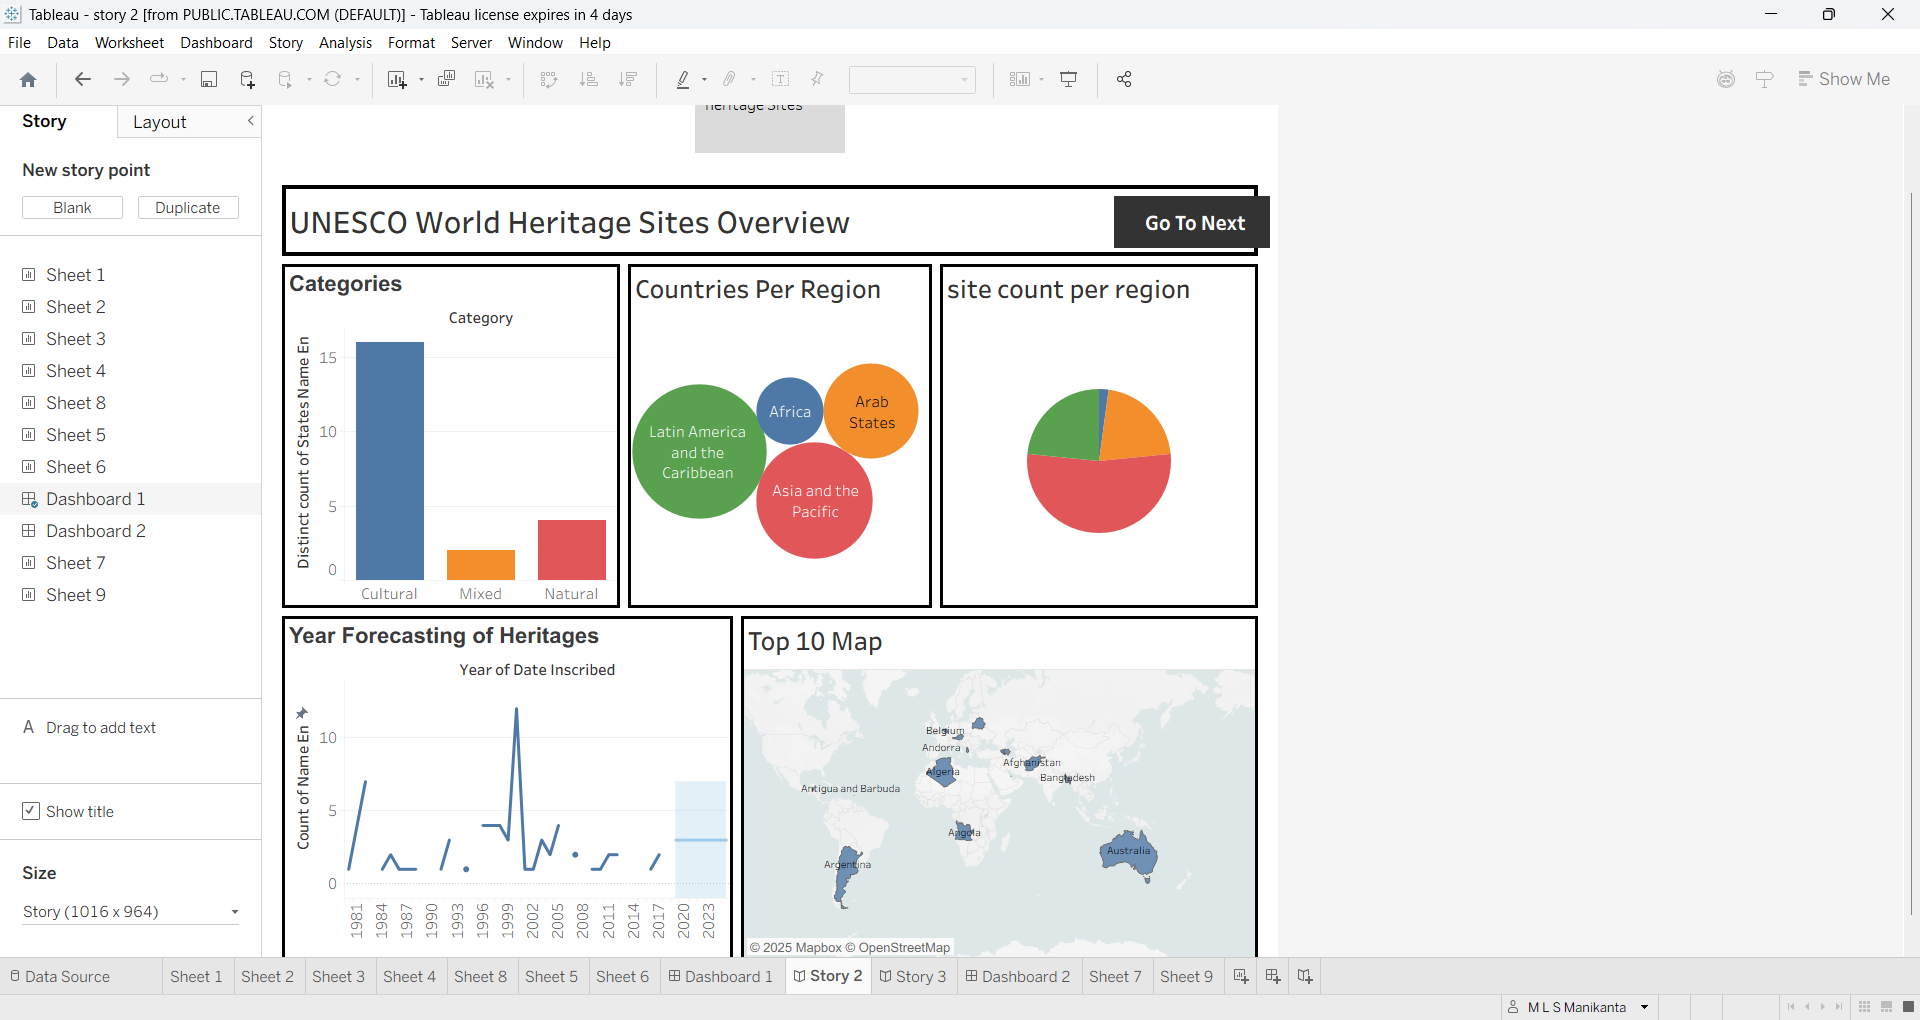 Tableau - story 2 [from PUBLIC.TABLEAU.COM (DEFAULT)] - Tableau license expires in 4 days
File Data Worksheet Dashboard Story Analysis Format Server Window Help
Show Me
Story Layout
New story point
Blank Duplicate
Sheet 1
Sheet 2
Sheet 3
Sheet 4
Sheet 8
Sheet 5
Sheet 6
Dashboard 1
Dashboard 2
Sheet 7
Sheet 9
A Drag to add text
Show title
Size
Story (1016 x 964)
Heritage Sites
UNESCO World Heritage Sites Overview
Go To Next
Categories
Category
Distinct count of States Name En
15
10
5
0
Cultural Mixed Natural
Countries Per Region
Latin America
and the
Caribbean
Africa
Arab
States
Asia and the
Pacific
site count per region
Year Forecasting of Heritages
Year of Date Inscribed
Count of Name En
10
5
0
1981 1984 1987 1990 1993 1996 1999 2002 2005 2008 2011 2014 2017 2020 2023
Top 10 Map
Belgium
Andorra
Afghanistan
Algeria
Bangladesh
Antigua and Barbuda
Angola
Australia
Argentina
© 2025 Mapbox © OpenStreetMap
Data Source Sheet 1 Sheet 2 Sheet 3 Sheet 4 Sheet 8 Sheet 5 Sheet 6 Dashboard 1 Story 2 Story 3 Dashboard 2 Sheet 7 Sheet 9
M L S Manikanta